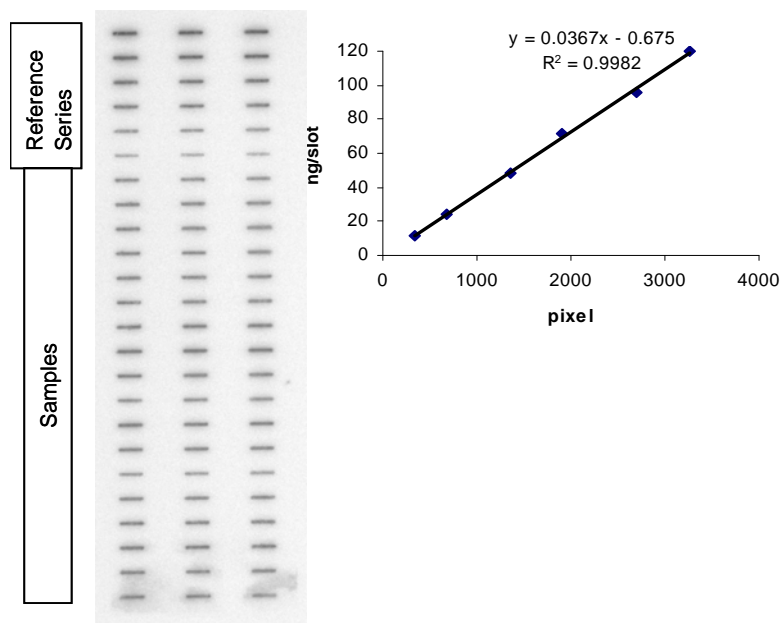 Reference
Series
Samples
y = 0.0367x - 0.675
R² = 0.9982
ng/slot
120
100
80
60
40
20
0
0 1000 2000 3000 4000
pixel